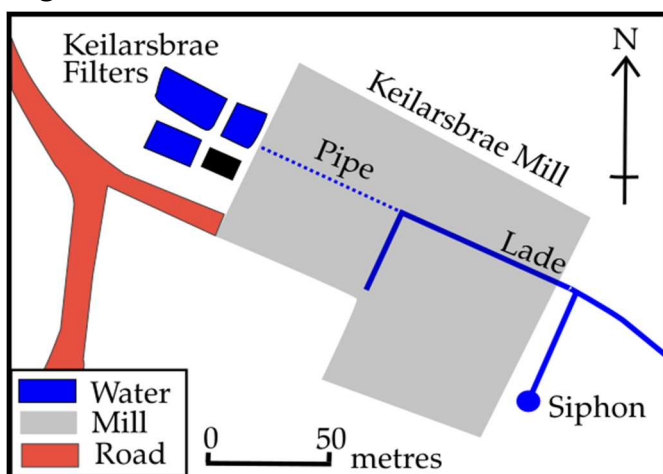 Keilarsbrae
Filters
N
Keilarsbrae Mill
Pipe
Lade
Siphon
Water
Mill
Road
0 50
metres